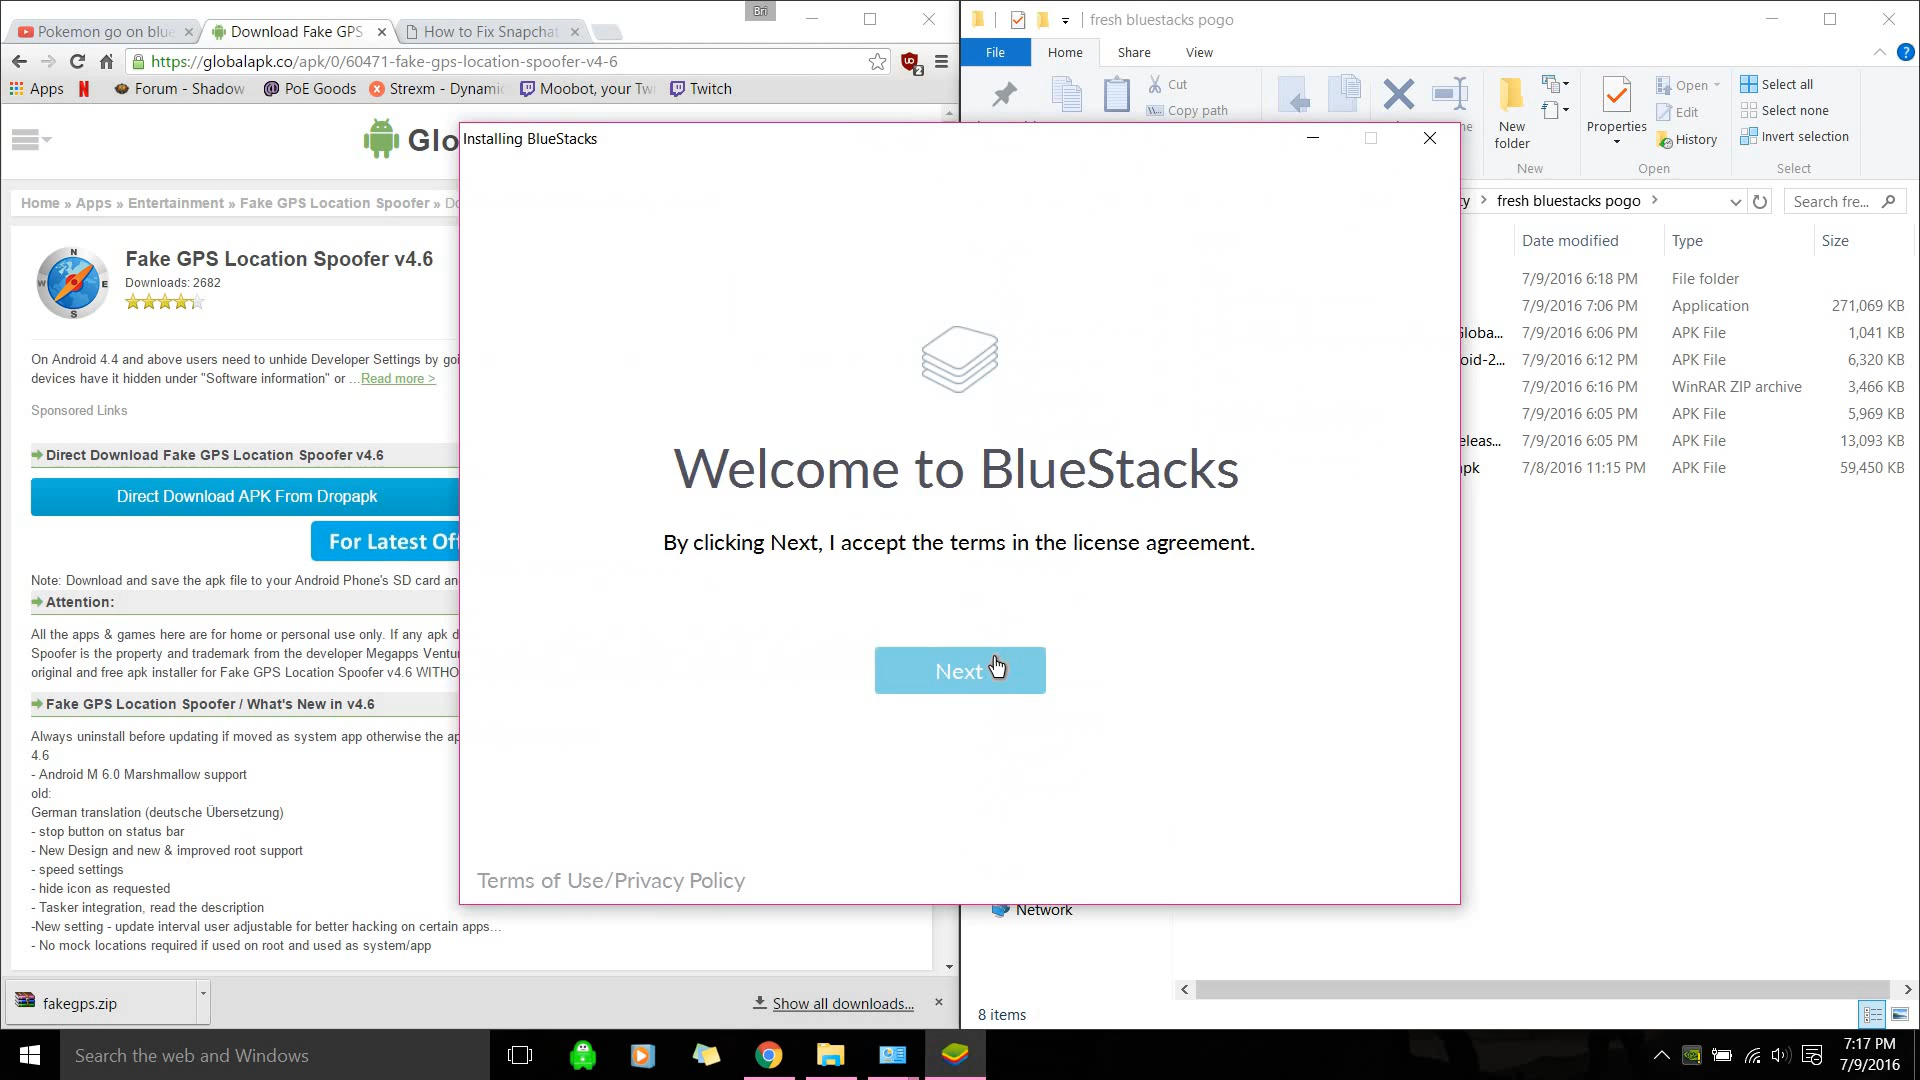 Pokemon go on blue
Download Fake GPS
How to Fix Snapchat
Bri
https://globalapk.co/apk/0/60471-fake-gps-location-spoofer-v4-6
2
Apps
Forum - Shadow
PoE Goods
Strexm - Dynamic
Moobot, your Twi
Twitch
Glo
Home » Apps » Entertainment » Fake GPS Location Spoofer »
Fake GPS Location Spoofer v4.6
Downloads: 2682
On Android 4.4 and above users need to unhide Developer Settings by goi
devices have it hidden under "Software information" or ...Read more >
Sponsored Links
Direct Download Fake GPS Location Spoofer v4.6
Direct Download APK From Dropapk
For Latest Of
Note: Download and save the apk file to your Android Phone's SD card an
Attention:
All the apps & games here are for home or personal use only. If any apk d
Spoofer is the property and trademark from the developer Megapps Ventur
original and free apk installer for Fake GPS Location Spoofer v4.6 WITHO
Fake GPS Location Spoofer / What's New in v4.6
Always uninstall before updating if moved as system app otherwise the ap
4.6
- Android M 6.0 Marshmallow support
old:
German translation (deutsche Übersetzung)
- stop button on status bar
- New Design and new & improved root support
- speed settings
- hide icon as requested
- Tasker integration, read the description
-New setting - update interval user adjustable for better hacking on certain apps...
- No mock locations required if used on root and used as system/app
fakegps.zip
Show all downloads...
Installing BlueStacks
Welcome to BlueStacks
By clicking Next, I accept the terms in the license agreement.
Next
Terms of Use/Privacy Policy
fresh bluestacks pogo
File
Home
Share
View
Cut
Copy path
New folder
New
Properties
Open
Edit
History
Open
Select all
Select none
Invert selection
Select
ty > fresh bluestacks pogo >
Search fre...
Date modified Type Size
7/9/2016 6:18 PM File folder
7/9/2016 7:06 PM Application 271,069 KB
Globa... 7/9/2016 6:06 PM APK File 1,041 KB
oid-2... 7/9/2016 6:12 PM APK File 6,320 KB
7/9/2016 6:16 PM WinRAR ZIP archive 3,466 KB
7/9/2016 6:05 PM APK File 5,969 KB
eleas... 7/9/2016 6:05 PM APK File 13,093 KB
apk 7/8/2016 11:15 PM APK File 59,450 KB
Network
8 items
Search the web and Windows
7:17 PM
7/9/2016